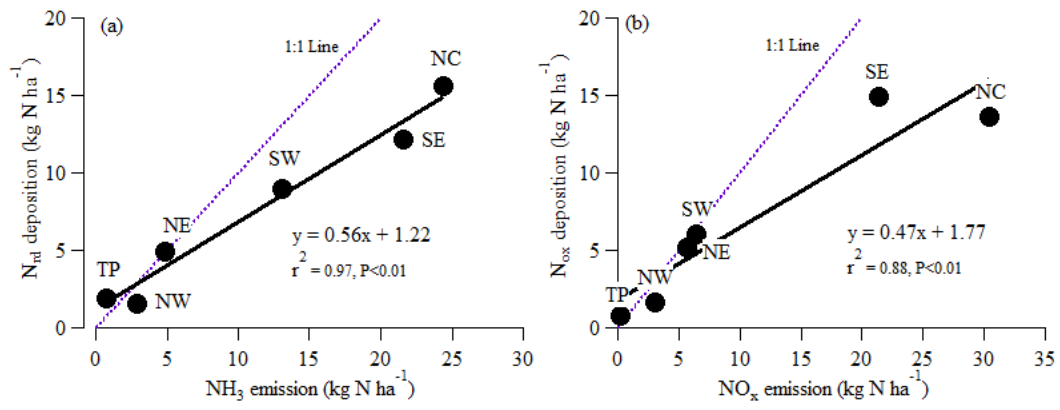 (a)
1:1 Line
NC
SE
SW
NE
TP
NW
y = 0.56x + 1.22
r² = 0.97, P<0.01
20
15
10
5
0
0 5 10 15 20 25 30
N_rd deposition (kg N ha⁻¹)
NH₃ emission (kg N ha⁻¹)
(b)
1:1 Line
SE
NC
SW
NE
NW
TP
y = 0.47x + 1.77
r² = 0.88, P<0.01
20
15
10
5
0
0 5 10 15 20 25 30 35
N_ox deposition (kg N ha⁻¹)
NOₓ emission (kg N ha⁻¹)